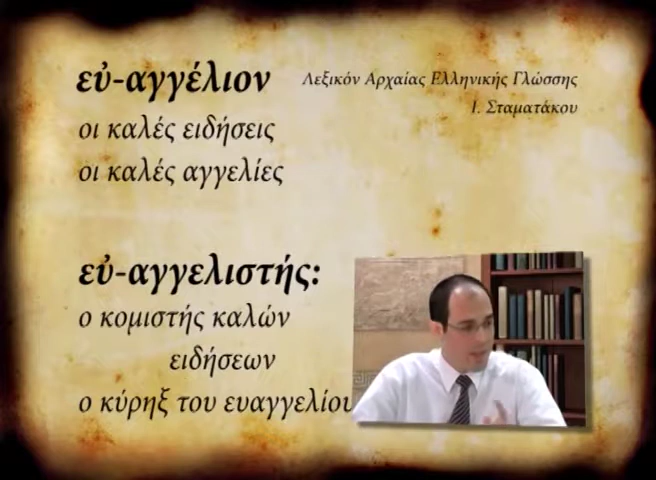 εὐ-αγγέλιον
Λεξικόν Αρχαίας Ελληνικής Γλώσσης
Ι. Σταματάκου
οι καλές ειδήσεις
οι καλές αγγελίες
εὐ-αγγελιστής:
ο κομιστής καλών
ειδήσεων
ο κύρηξ του ευαγγελίου